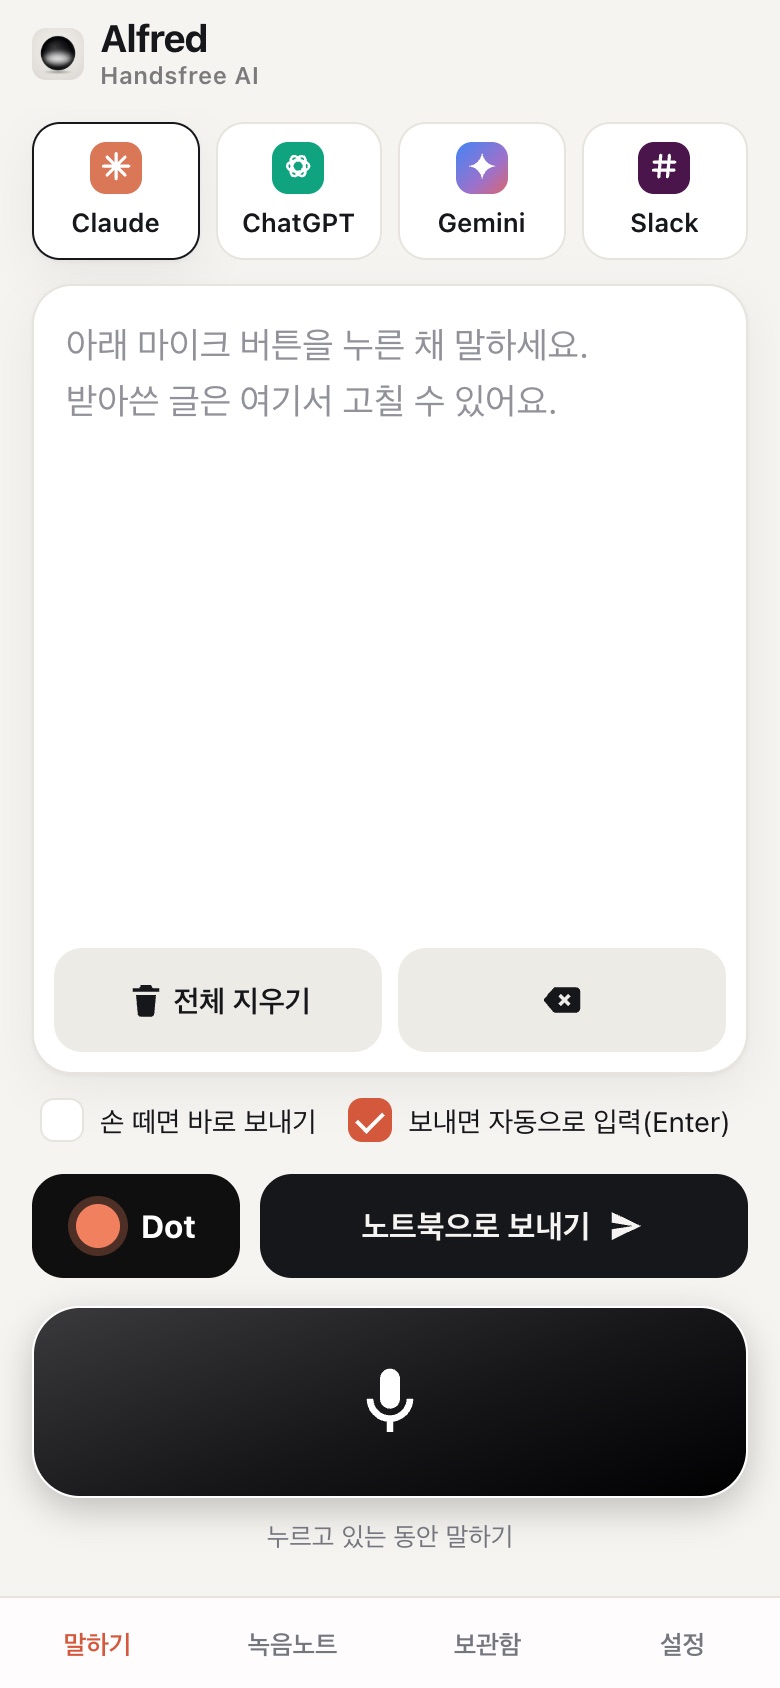 Alfred
Handsfree AI
Claude
ChatGPT
Gemini
Slack
아래 마이크 버튼을 누른 채 말하세요.
받아쓴 글은 여기서 고칠 수 있어요.
전체 지우기
손 떼면 바로 보내기
보내면 자동으로 입력(Enter)
Dot
노트북으로 보내기
누르고 있는 동안 말하기
말하기
녹음노트
보관함
설정